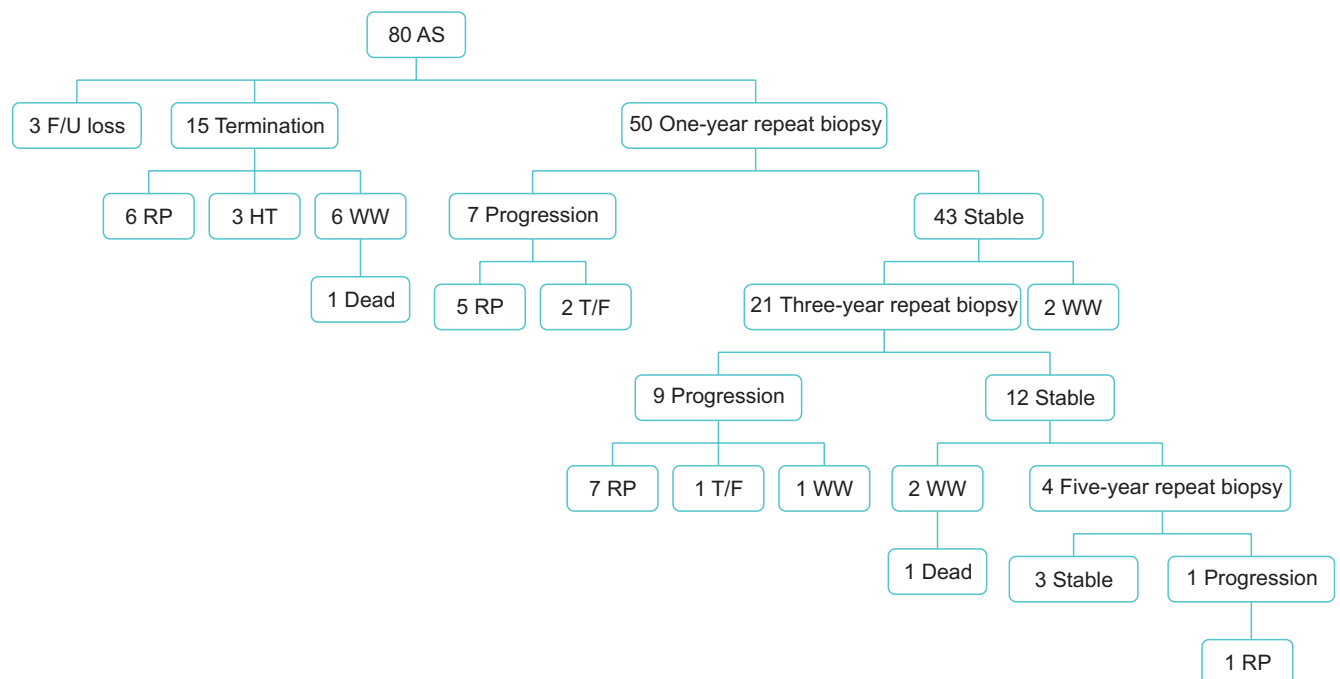 80 AS
3 F/U loss
15 Termination
50 One-year repeat biopsy
6 RP
3 HT
6 WW
7 Progression
43 Stable
1 Dead
5 RP
2 T/F
21 Three-year repeat biopsy
2 WW
9 Progression
12 Stable
7 RP
1 T/F
1 WW
2 WW
4 Five-year repeat biopsy
1 Dead
3 Stable
1 Progression
1 RP